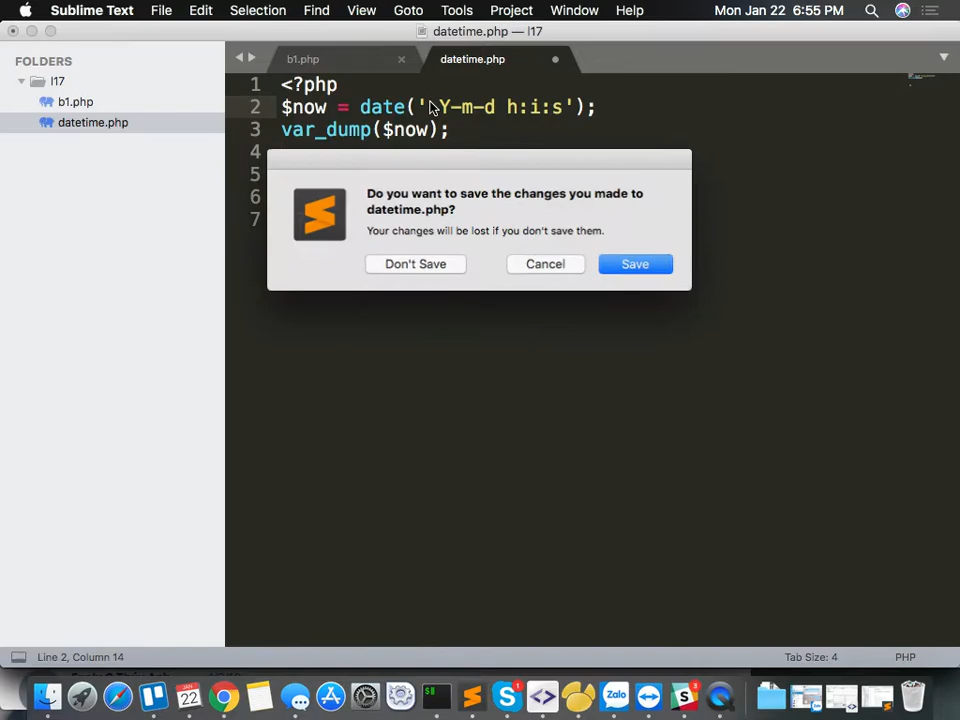 Sublime Text File Edit Selection Find View Goto Tools Project Window Help Mon Jan 22 6:55 PM
datetime.php — l17
FOLDERS
l17
b1.php
datetime.php
b1.php
datetime.php
1 <?php
2 $now = date(' Y-m-d h:i:s');
3 var_dump($now);
4
5
6
7
Do you want to save the changes you made to
datetime.php?
Your changes will be lost if you don't save them.
Don't Save Cancel Save
Line 2, Column 14 Tab Size: 4 PHP
22
$
1
Zalo
3